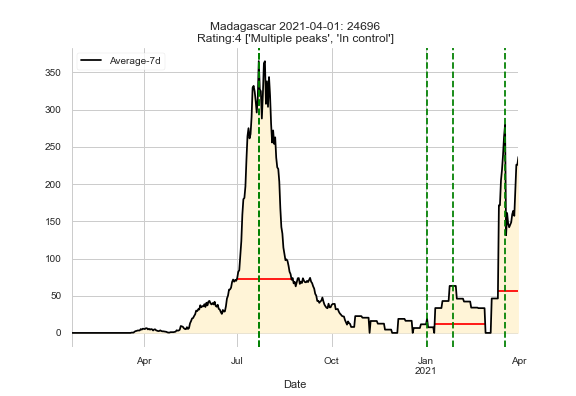 Madagascar 2021-04-01: 24696
Rating:4 ['Multiple peaks', 'In control']
Average-7d
350
300
250
200
150
100
50
0
Apr
Jul
Oct
Jan
2021
Apr
Date